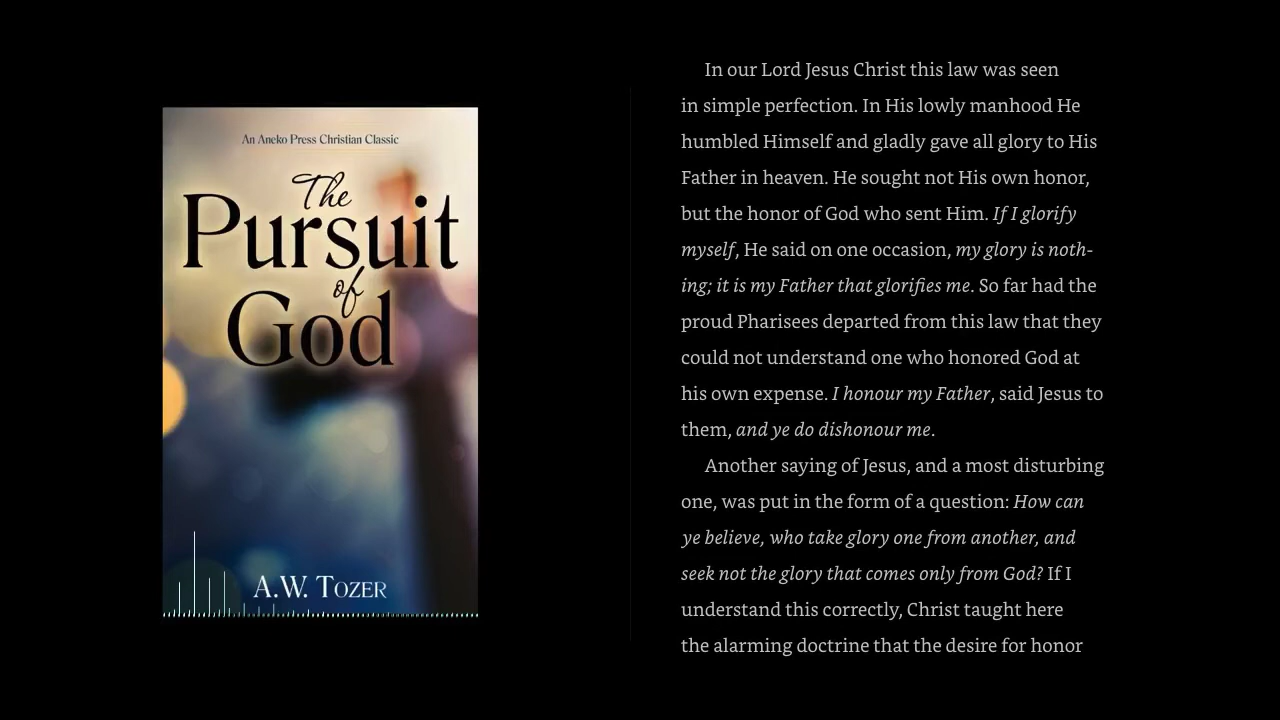 An Aneko Press Christian Classic
The
Pursuit
of
God
A.W. Tozer
In our Lord Jesus Christ this law was seen
in simple perfection. In His lowly manhood He
humbled Himself and gladly gave all glory to His
Father in heaven. He sought not His own honor,
but the honor of God who sent Him. If I glorify
myself, He said on one occasion, my glory is noth-
ing; it is my Father that glorifies me. So far had the
proud Pharisees departed from this law that they
could not understand one who honored God at
his own expense. I honour my Father, said Jesus to
them, and ye do dishonour me.
Another saying of Jesus, and a most disturbing
one, was put in the form of a question: How can
ye believe, who take glory one from another, and
seek not the glory that comes only from God? If I
understand this correctly, Christ taught here
the alarming doctrine that the desire for honor